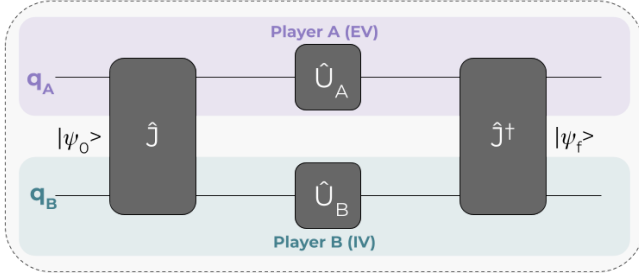 Player A (EV)
q_A
Û_A
|ψ_0>
Ĵ
Ĵ†
|ψ_f>
q_B
Û_B
Player B (IV)